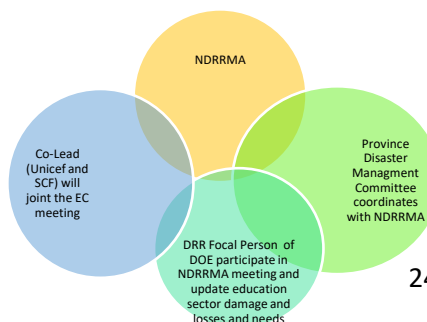 NDRRMA
Co-Lead
(Unicef and
SCF) will
joint the EC
meeting
Province
Disaster
Managment
Committee
coordinates
with NDRRMA
DRR Focal Person of
DOE participate in
NDRRMA meeting and
update education
sector damage and
losses and needs
24